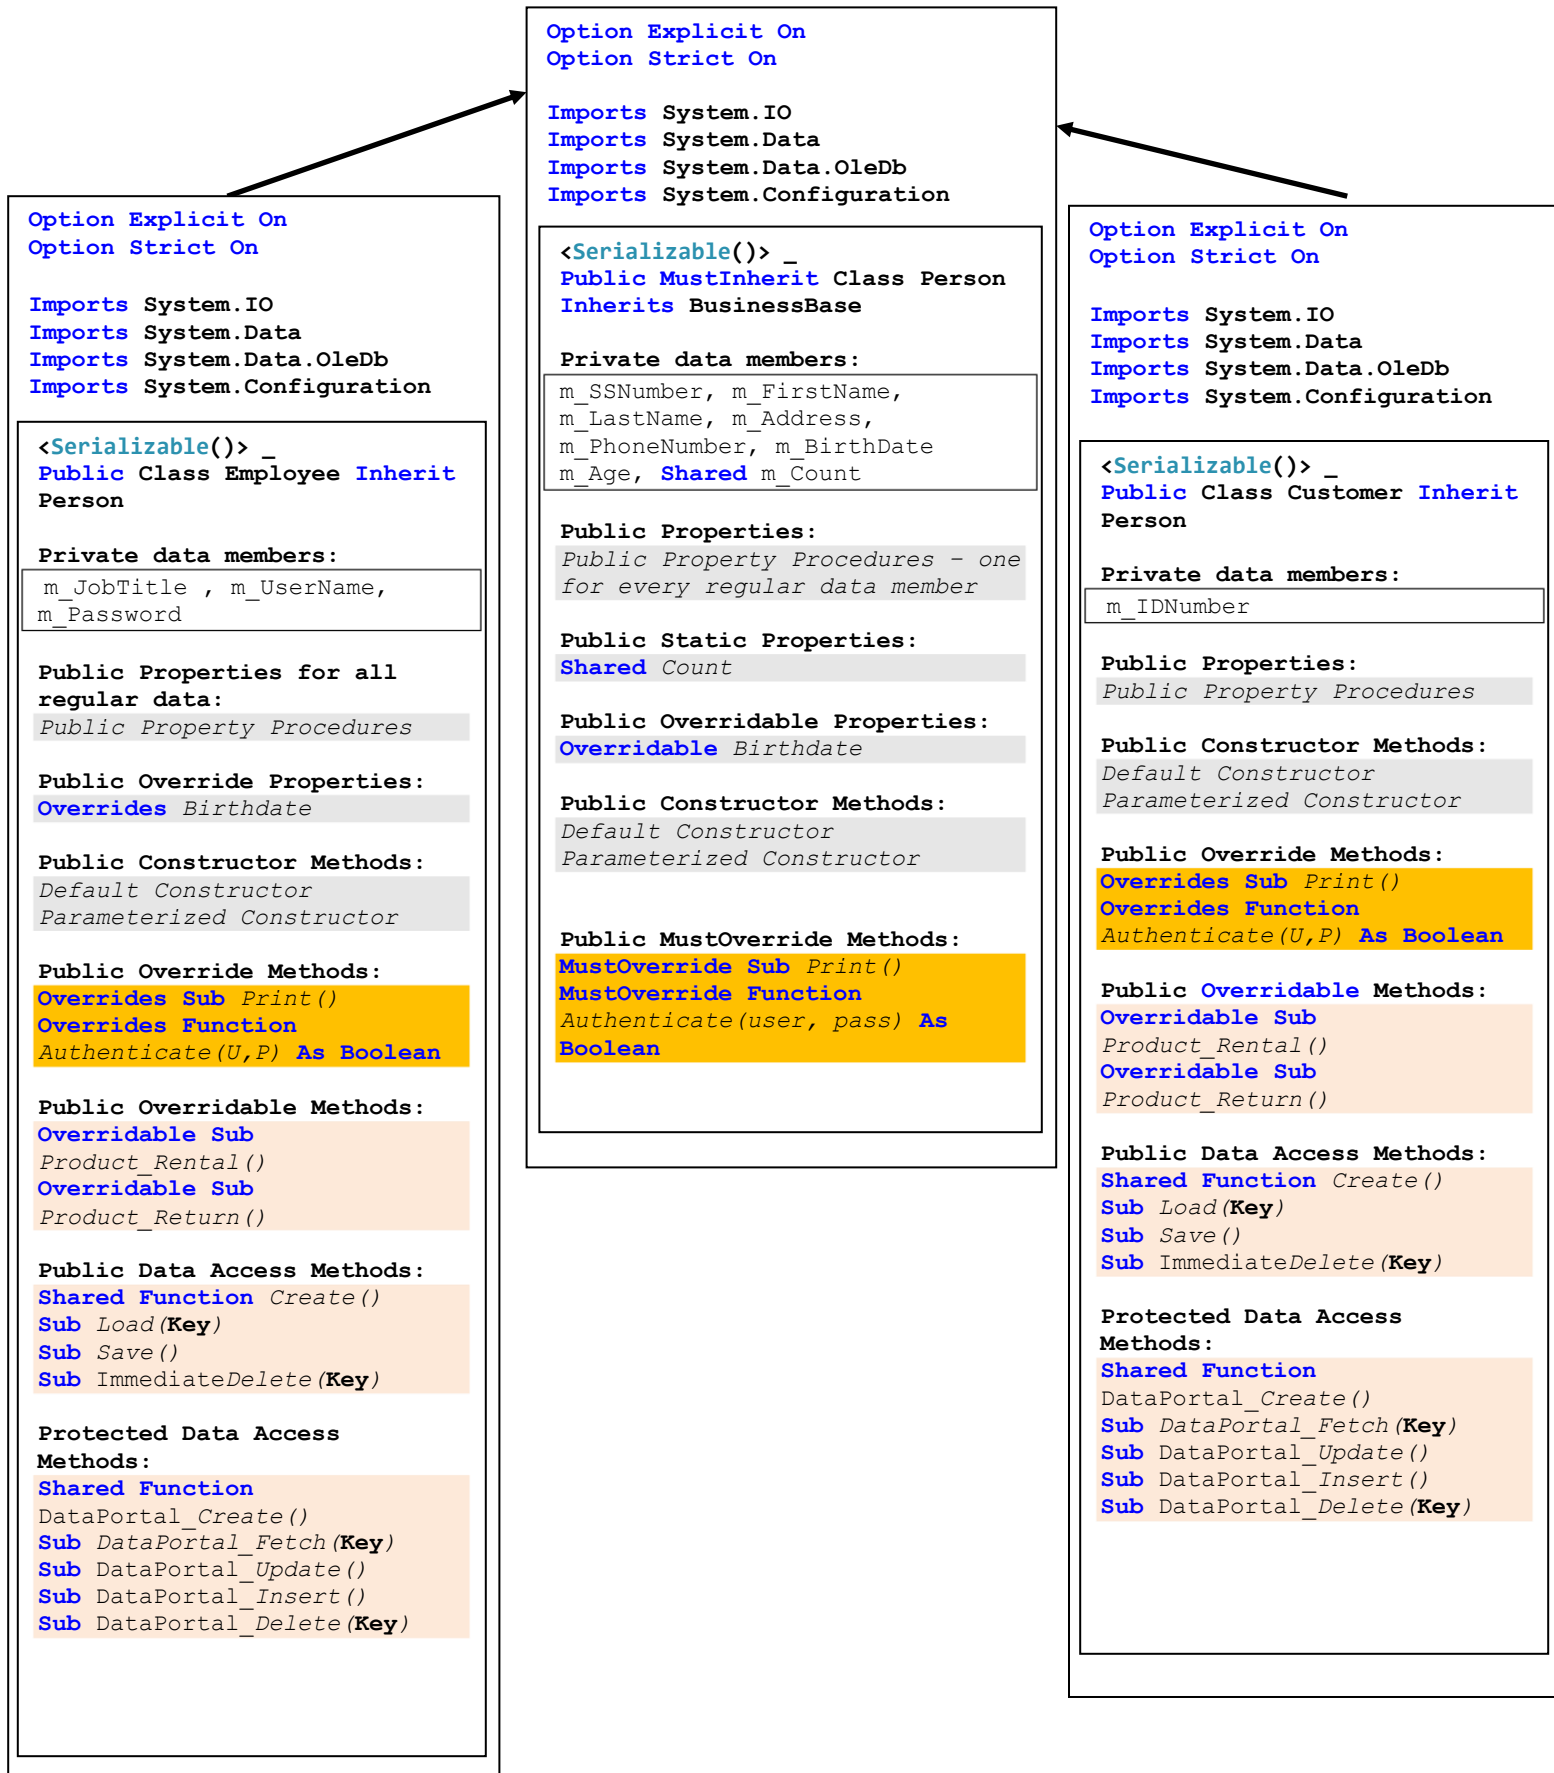 Option Explicit On
Option Strict On
Imports System.IO
Imports System.Data
Imports System.Data.OleDb
Imports System.Configuration
<Serializable()> _
Public MustInherit Class Person
Inherits BusinessBase
Private data members:
m_SSNumber, m_FirstName,
m_LastName, m_Address,
m_PhoneNumber, m_BirthDate
m_Age, Shared m_Count
Public Properties:
Public Property Procedures – one
for every regular data member
Public Static Properties:
Shared Count
Public Overridable Properties:
Overridable Birthdate
Public Constructor Methods:
Default Constructor
Parameterized Constructor
Public MustOverride Methods:
MustOverride Sub Print()
MustOverride Function
Authenticate(user, pass) As
Boolean
Option Explicit On
Option Strict On
Imports System.IO
Imports System.Data
Imports System.Data.OleDb
Imports System.Configuration
<Serializable()> _
Public Class Employee Inherit
Person
Private data members:
m_JobTitle , m_UserName,
m_Password
Public Properties for all
regular data:
Public Property Procedures
Public Override Properties:
Overrides Birthdate
Public Constructor Methods:
Default Constructor
Parameterized Constructor
Public Override Methods:
Overrides Sub Print()
Overrides Function
Authenticate(U,P) As Boolean
Public Overridable Methods:
Overridable Sub
Product_Rental()
Overridable Sub
Product_Return()
Public Data Access Methods:
Shared Function Create()
Sub Load(Key)
Sub Save()
Sub ImmediateDelete(Key)
Protected Data Access
Methods:
Shared Function
DataPortal_Create()
Sub DataPortal_Fetch(Key)
Sub DataPortal_Update()
Sub DataPortal_Insert()
Sub DataPortal_Delete(Key)
Option Explicit On
Option Strict On
Imports System.IO
Imports System.Data
Imports System.Data.OleDb
Imports System.Configuration
<Serializable()> _
Public Class Customer Inherit
Person
Private data members:
m_IDNumber
Public Properties:
Public Property Procedures
Public Constructor Methods:
Default Constructor
Parameterized Constructor
Public Override Methods:
Overrides Sub Print()
Overrides Function
Authenticate(U,P) As Boolean
Public Overridable Methods:
Overridable Sub
Product_Rental()
Overridable Sub
Product_Return()
Public Data Access Methods:
Shared Function Create()
Sub Load(Key)
Sub Save()
Sub ImmediateDelete(Key)
Protected Data Access
Methods:
Shared Function
DataPortal_Create()
Sub DataPortal_Fetch(Key)
Sub DataPortal_Update()
Sub DataPortal_Insert()
Sub DataPortal_Delete(Key)